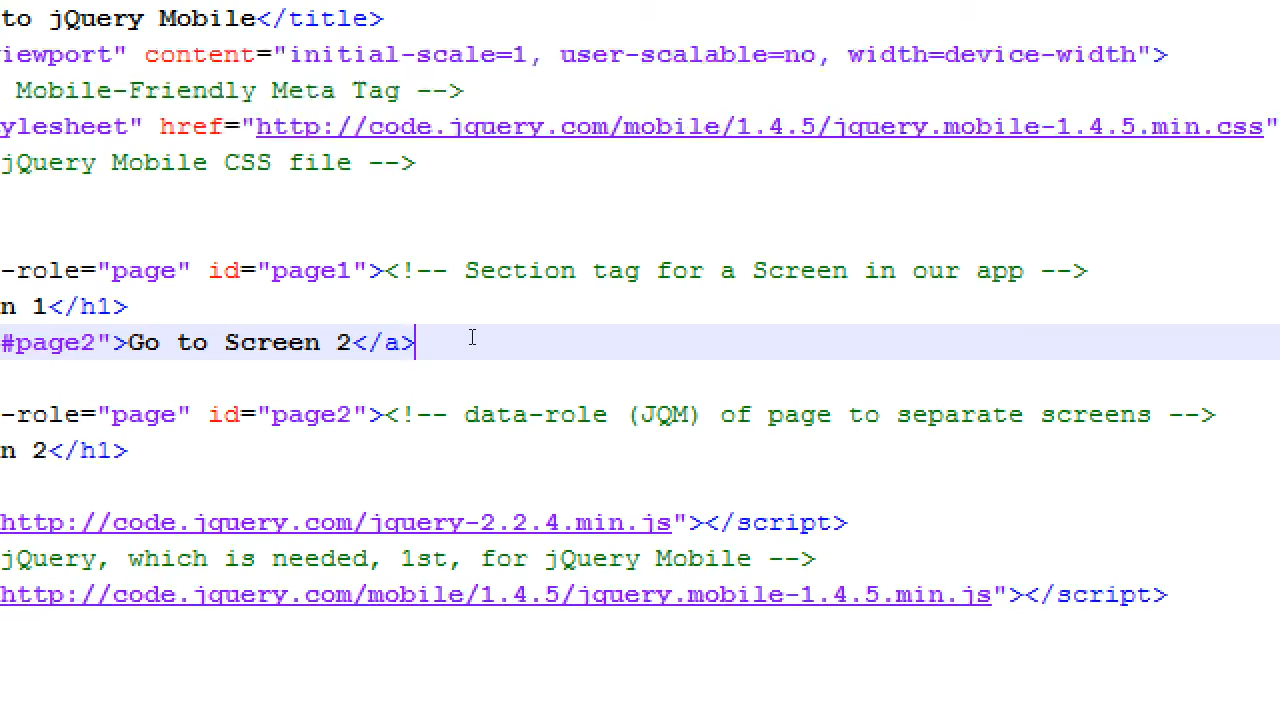 to jQuery Mobile</title>
viewport" content="initial-scale=1, user-scalable=no, width=device-width">
Mobile-Friendly Meta Tag -->
ylesheet" href="http://code.jquery.com/mobile/1.4.5/jquery.mobile-1.4.5.min.css"
jQuery Mobile CSS file -->
-role="page" id="page1"><!-- Section tag for a Screen in our app -->
n 1</h1>
#page2">Go to Screen 2</a>
-role="page" id="page2"><!-- data-role (JQM) of page to separate screens -->
n 2</h1>
http://code.jquery.com/jquery-2.2.4.min.js"></script>
jQuery, which is needed, 1st, for jQuery Mobile -->
http://code.jquery.com/mobile/1.4.5/jquery.mobile-1.4.5.min.js"></script>